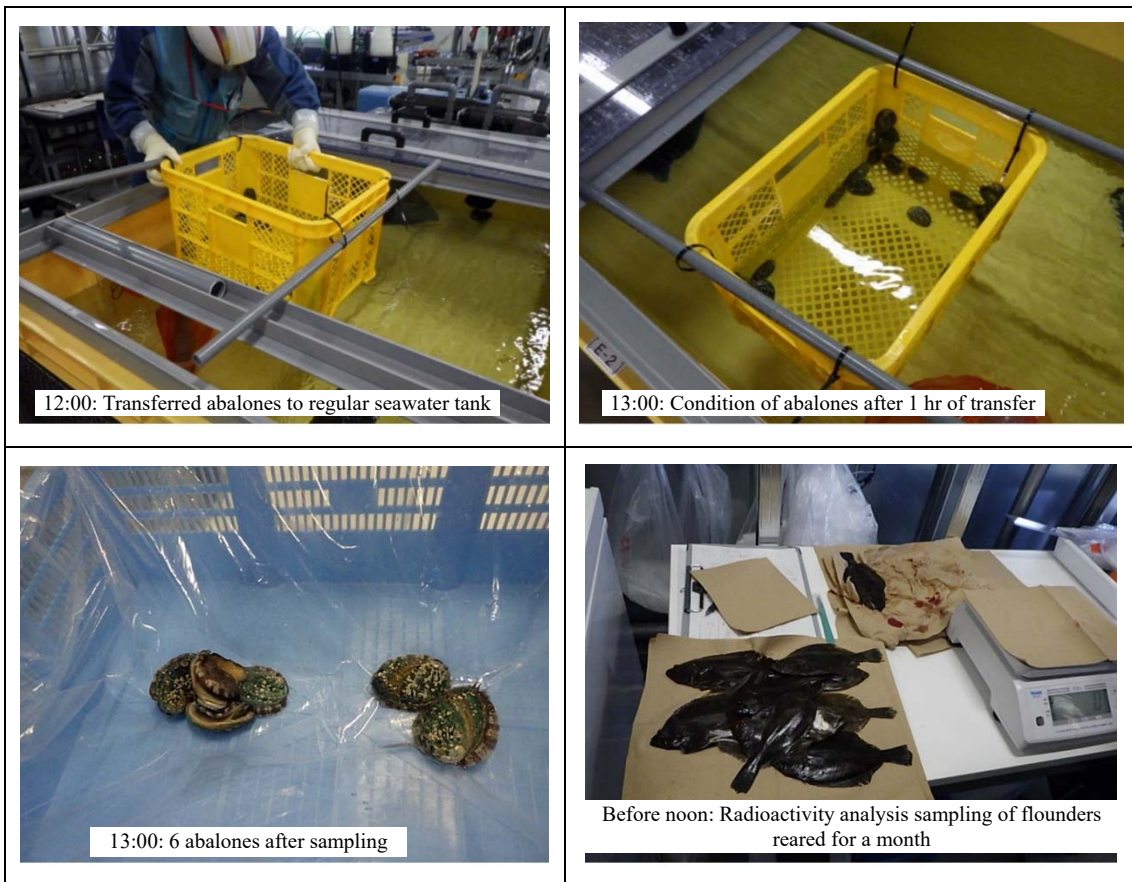 12:00: Transferred abalones to regular seawater tank
13:00: Condition of abalones after 1 hr of transfer
[E-2]
13:00: 6 abalones after sampling
Before noon: Radioactivity analysis sampling of flounders
reared for a month